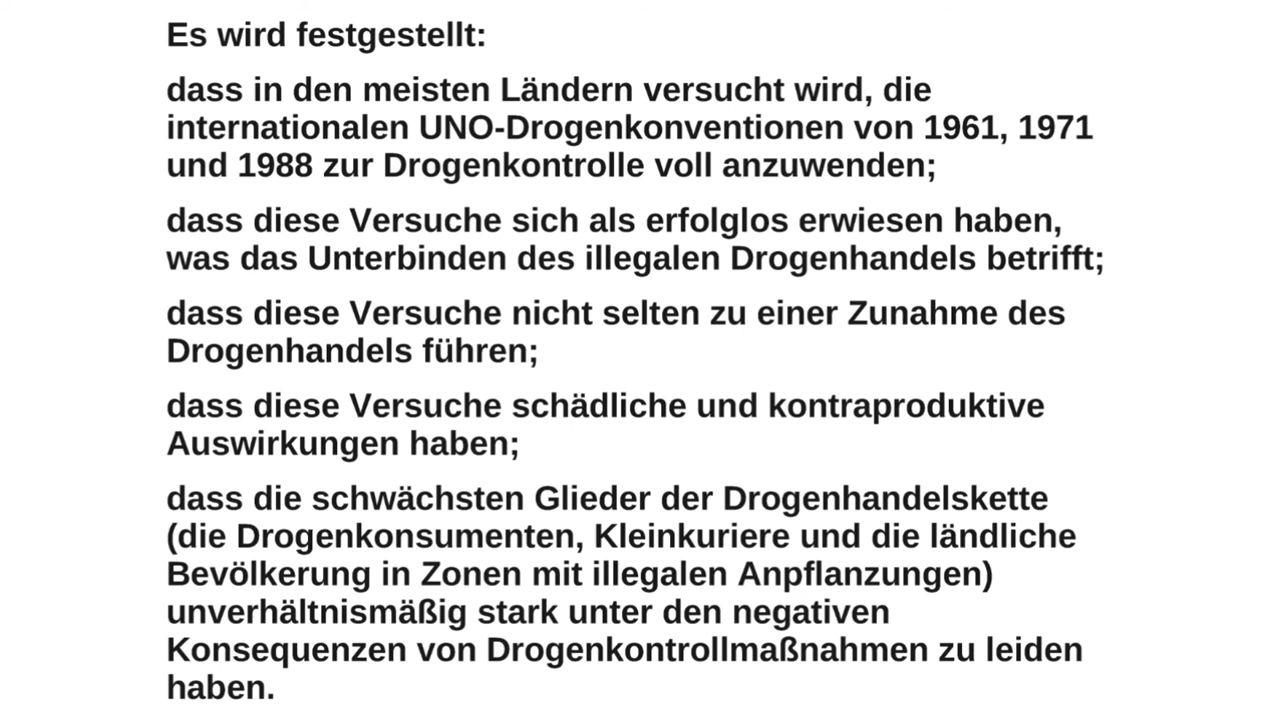 Es wird festgestellt:
dass in den meisten Ländern versucht wird, die
internationalen UNO-Drogenkonventionen von 1961, 1971
und 1988 zur Drogenkontrolle voll anzuwenden;
dass diese Versuche sich als erfolglos erwiesen haben,
was das Unterbinden des illegalen Drogenhandels betrifft;
dass diese Versuche nicht selten zu einer Zunahme des
Drogenhandels führen;
dass diese Versuche schädliche und kontraproduktive
Auswirkungen haben;
dass die schwächsten Glieder der Drogenhandelskette
(die Drogenkonsumenten, Kleinkuriere und die ländliche
Bevölkerung in Zonen mit illegalen Anpflanzungen)
unverhältnismäßig stark unter den negativen
Konsequenzen von Drogenkontrollmaßnahmen zu leiden
haben.